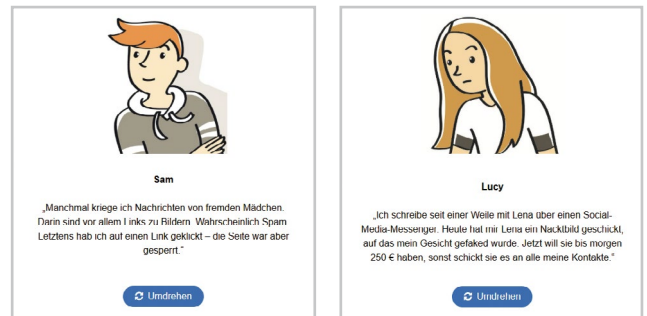 Sam
„Manchmal kriege ich Nachrichten von fremden Mädchen.
Darin sind vor allem Links zu Bildern. Wahrscheinlich Spam.
Letztens hab ich auf einen Link geklickt – die Seite war aber
gesperrt.“
Umdrehen
Lucy
„Ich schreibe seit einer Weile mit Lena über einen Social-
Media-Messenger. Heute hat mir Lena ein Nacktbild geschickt,
auf das mein Gesicht gefaked wurde. Jetzt will sie bis morgen
250 € haben, sonst schickt sie es an alle meine Kontakte.“
Umdrehen